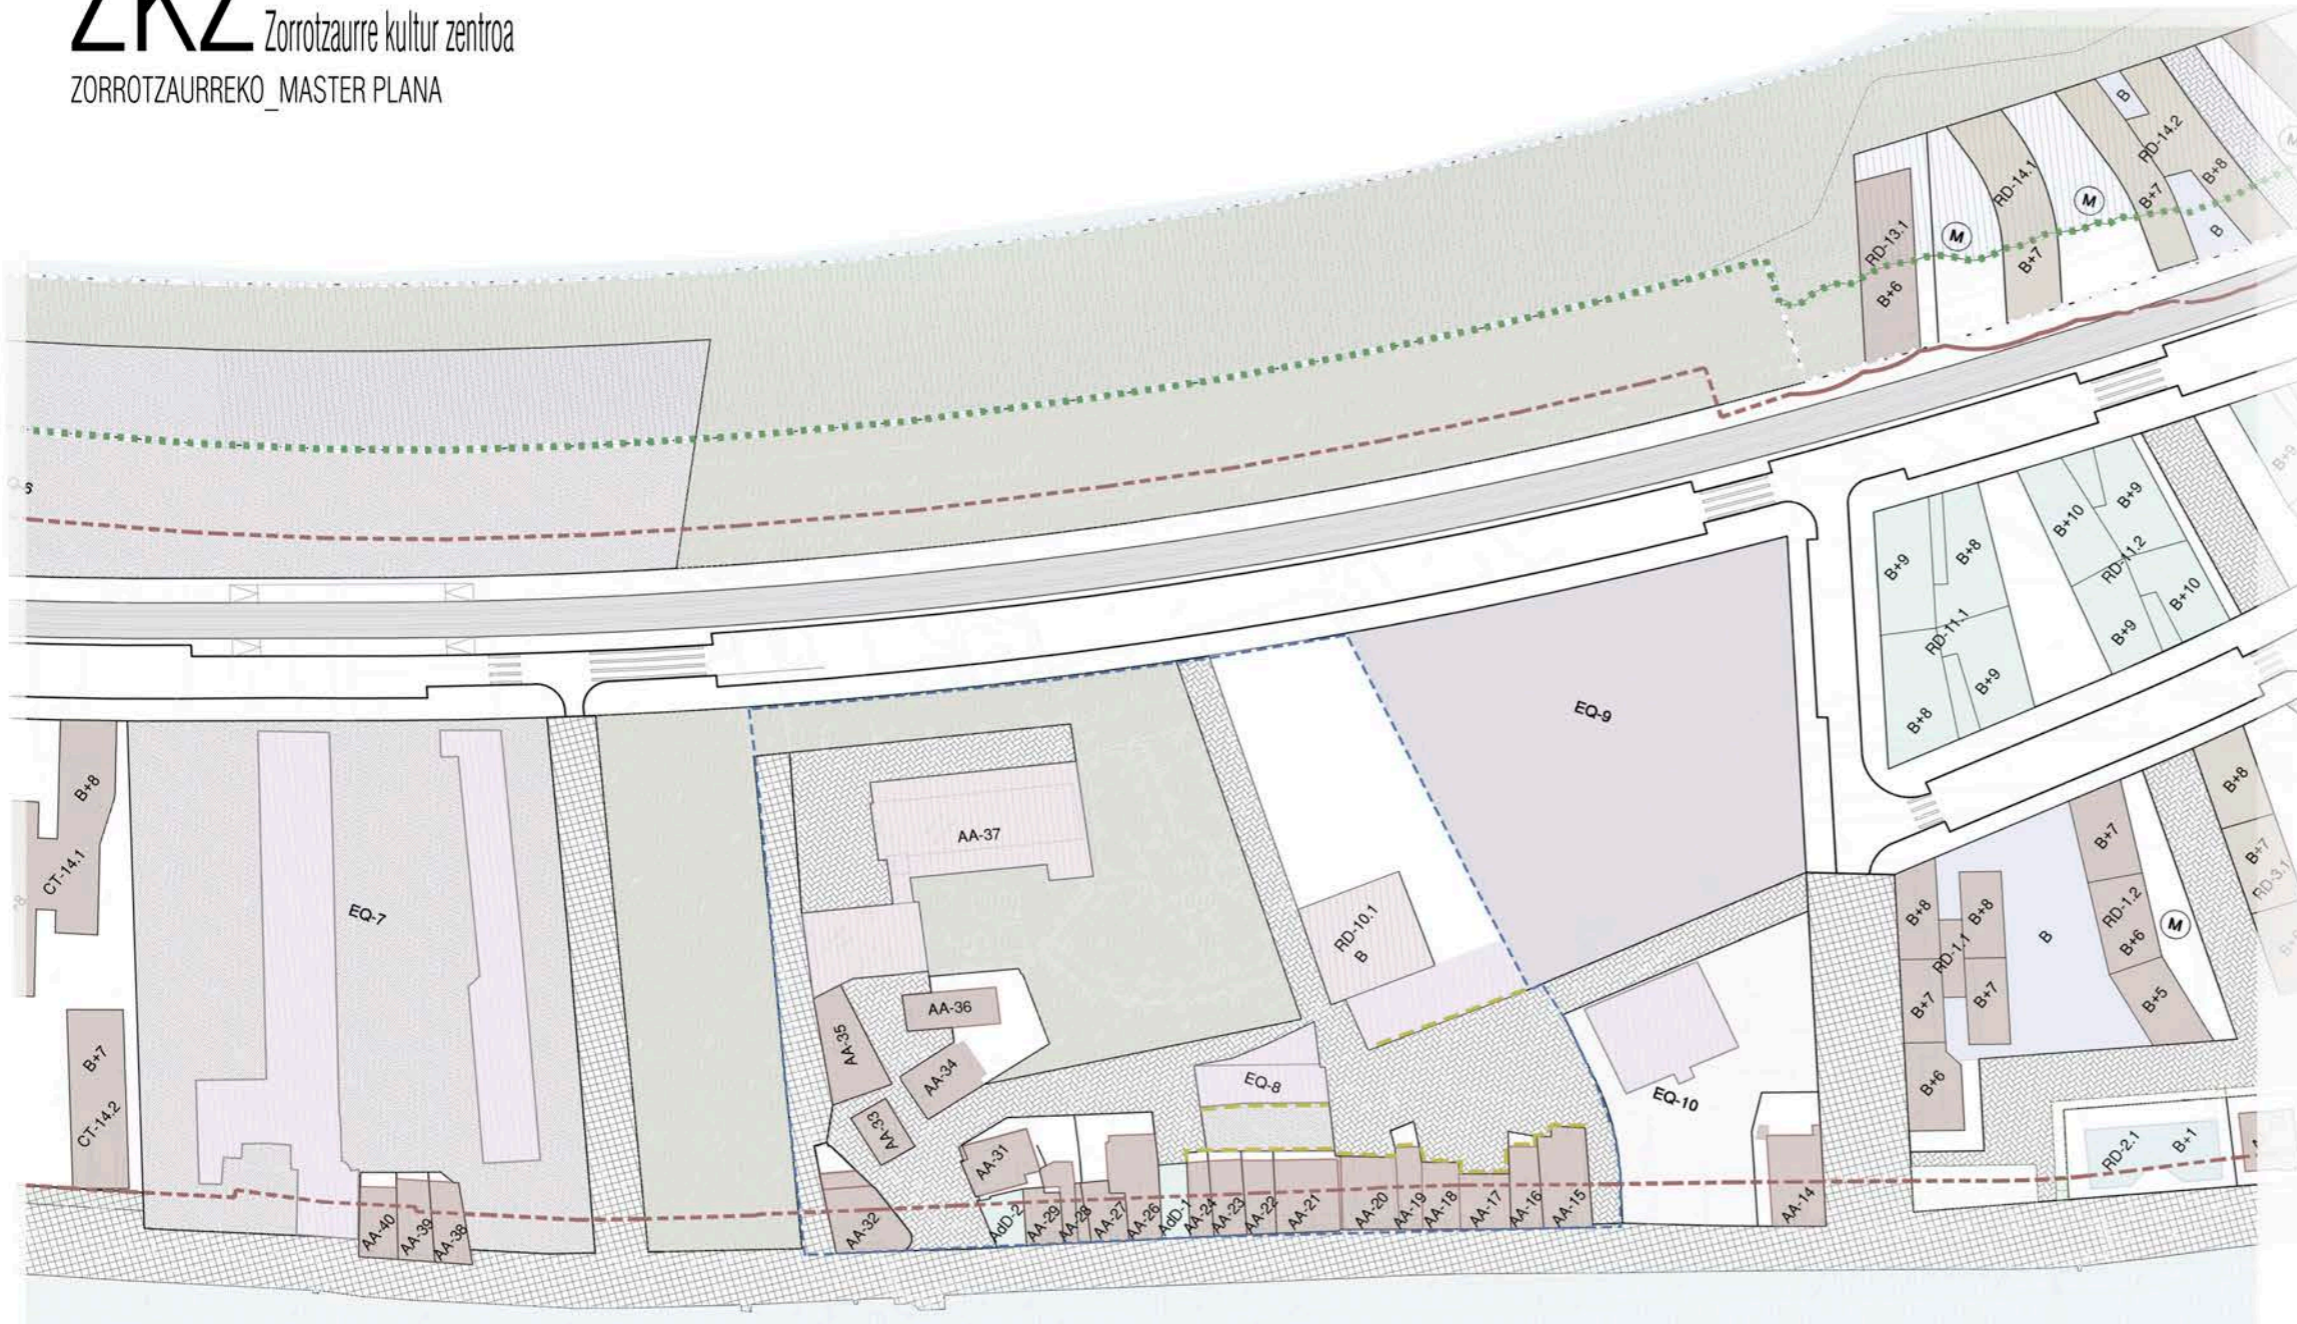 ZKZ Zorrotzaurre kultur zentroa
ZORROTZAURREKO_MASTER PLANA
B
RD-14.2
B+8
B+7
B
RD-14.1
B+7
M
M
M
RD-13.1
B+6
B+9
B+9
B+10
RD-11.2
B+10
B+9
B+9
B+8
RD-11.1
B+9
B+8
EQ-9
B+8
CT-14.1
EQ-7
AA-37
RD-10.1
B
B+8
B+8
RD-1.1
B+7
B+7
B+6
B
B+7
RD-1.2
B+6
B+5
M
B+8
B+7
RD-3.1
AA-36
AA-35
AA-34
AA-33
EQ-8
EQ-10
B+7
CT-14.2
AA-31
RD-2.1
B+1
AA-40
AA-39
AA-38
AA-32
AdD-2
AA-29
AA-28
AA-27
AA-26
AdD-1
AA-24
AA-23
AA-22
AA-21
AA-20
AA-19
AA-18
AA-17
AA-16
AA-15
AA-14